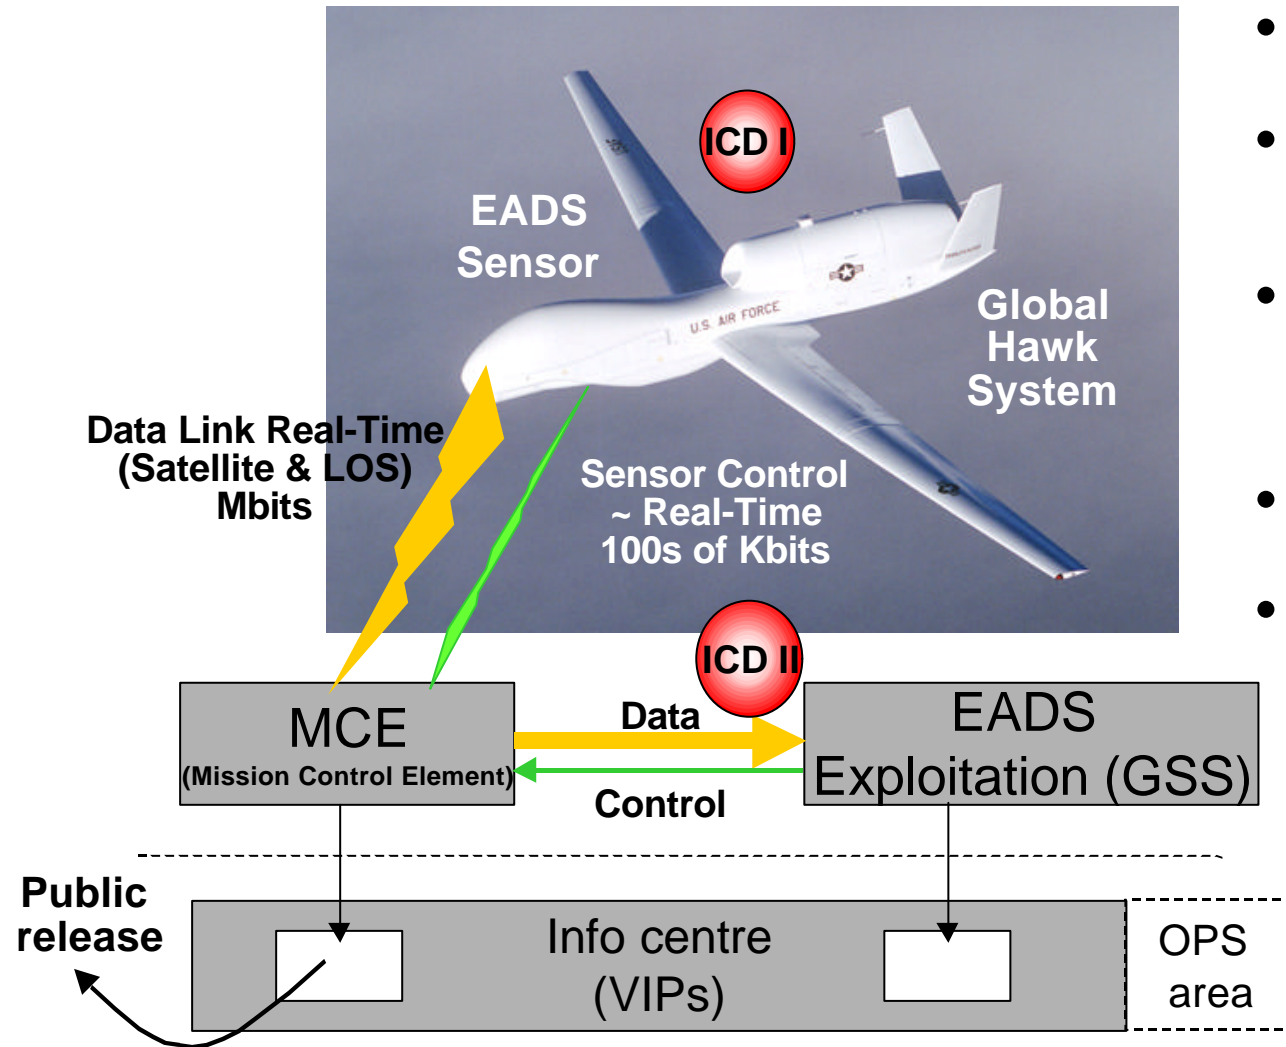 ICD I
EADS
Sensor
U.S. AIR FORCE
Global
Hawk
System
Data Link Real-Time
(Satellite & LOS)
Mbits
Sensor Control
~ Real-Time
100s of Kbits
ICD II
MCE
(Mission Control Element)
Data
Control
EADS
Exploitation (GSS)
Public
release
Info centre
(VIPs)
OPS
area